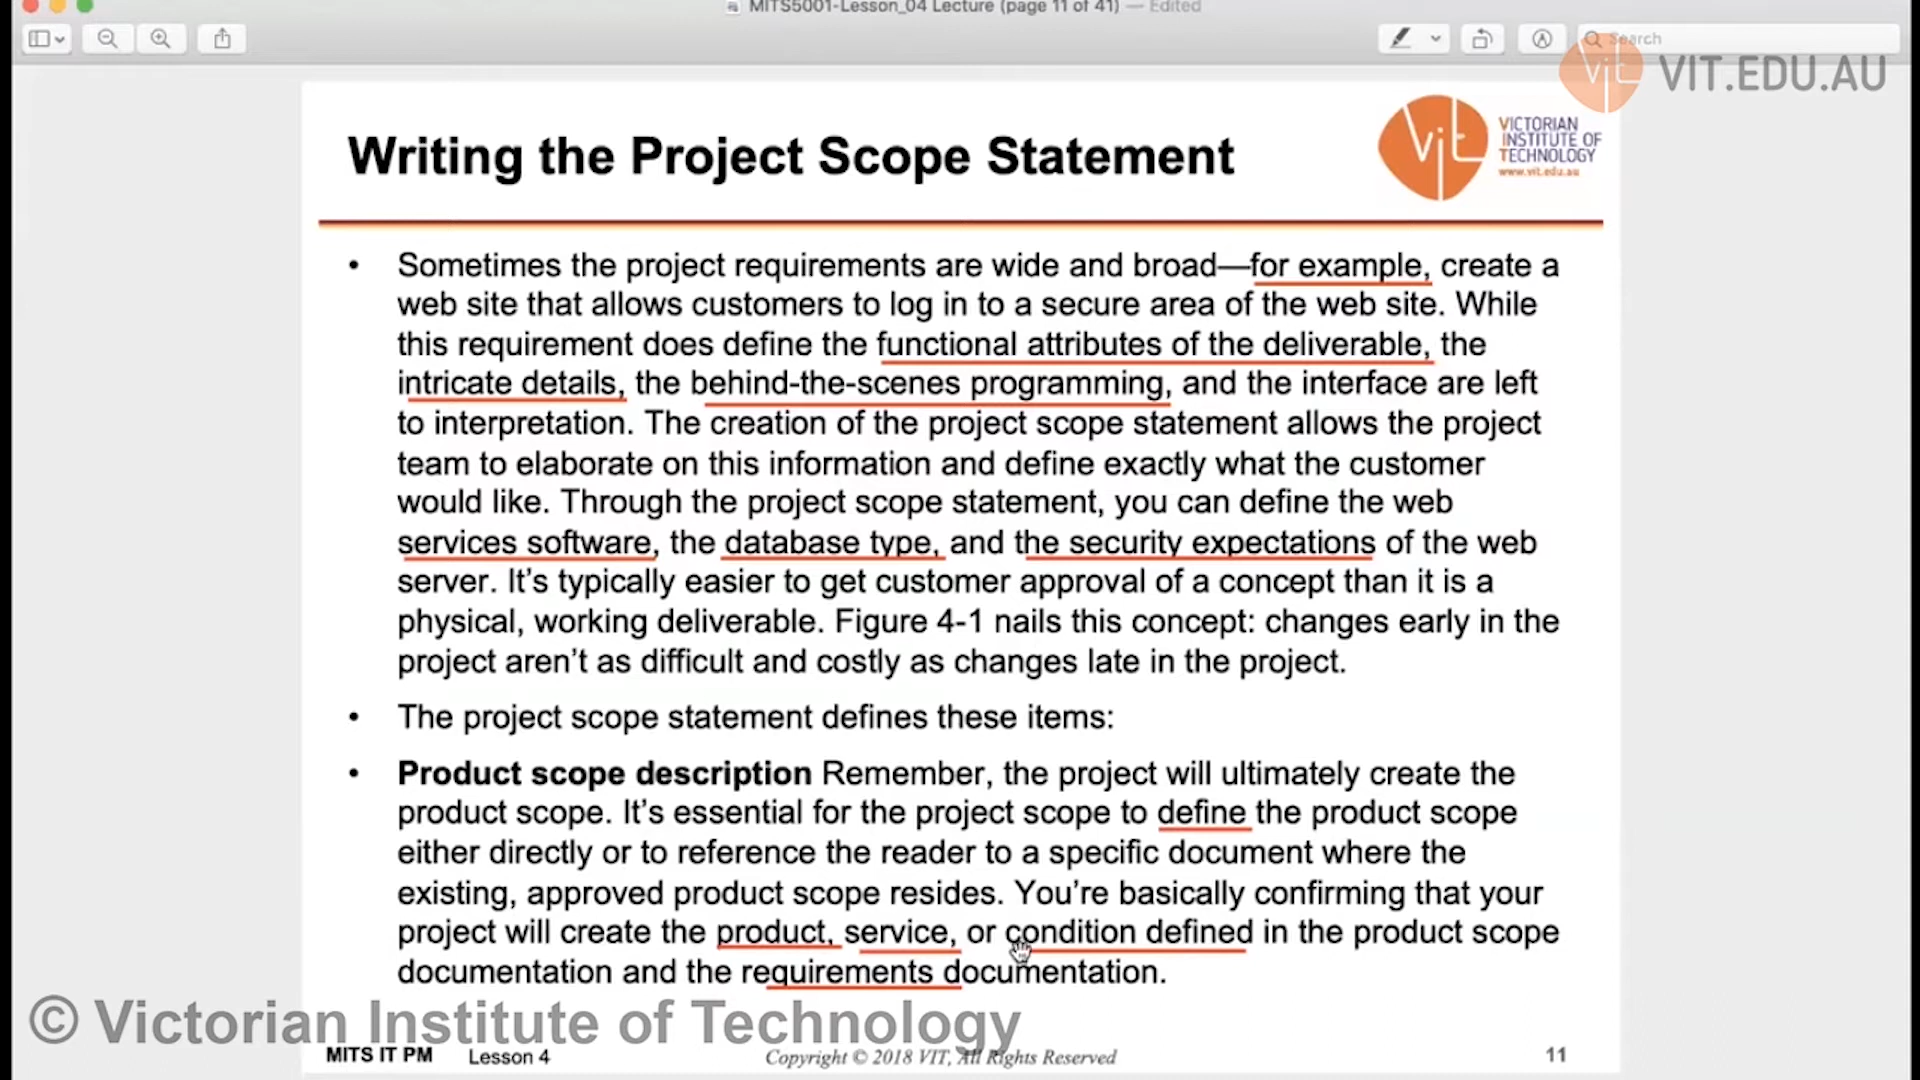 MITS5001-Lesson_04 Lecture (page 11 of 41) — Edited
Search
VIT.EDU.AU
Writing the Project Scope Statement
Vit
VICTORIAN
INSTITUTE OF
TECHNOLOGY
www.vit.edu.au
• Sometimes the project requirements are wide and broad—for example, create a
web site that allows customers to log in to a secure area of the web site. While
this requirement does define the functional attributes of the deliverable, the
intricate details, the behind-the-scenes programming, and the interface are left
to interpretation. The creation of the project scope statement allows the project
team to elaborate on this information and define exactly what the customer
would like. Through the project scope statement, you can define the web
services software, the database type, and the security expectations of the web
server. It’s typically easier to get customer approval of a concept than it is a
physical, working deliverable. Figure 4-1 nails this concept: changes early in the
project aren’t as difficult and costly as changes late in the project.
• The project scope statement defines these items:
• Product scope description Remember, the project will ultimately create the
product scope. It’s essential for the project scope to define the product scope
either directly or to reference the reader to a specific document where the
existing, approved product scope resides. You’re basically confirming that your
project will create the product, service, or condition defined in the product scope
documentation and the requirements documentation.
© Victorian Institute of Technology
MITS IT PM Lesson 4 Copyright © 2018 VIT, All Rights Reserved 11